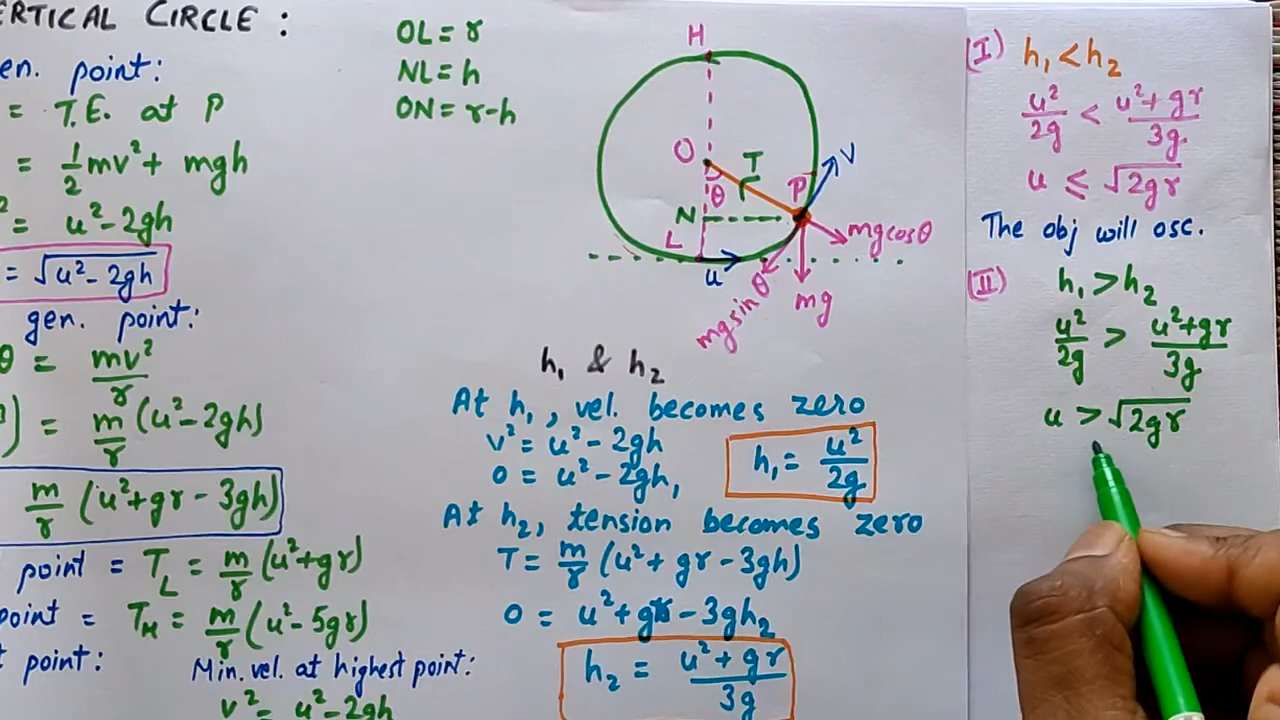 ERTICAL CIRCLE :
en. point:
= T.E. at P
= 1/2 mv² + mgh
² = u² - 2gh
= √u² - 2gh
gen. point:
θ = mv²/r
) = m/r (u² - 2gh)
m/r (u² + gr - 3gh)
point = T_L = m/r (u² + gr)
point = T_H = m/r (u² - 5gr)
t point:
Min. vel. at highest point:
v² = u² - 2gh
OL = r
NL = h
ON = r-h
H
O
T
θ
N
P
V
L
u
mg cosθ
mg sinθ
mg
h₁ & h₂
At h₁, vel. becomes zero
v² = u² - 2gh
0 = u² - 2gh₁
h₁ = u²/2g
At h₂, tension becomes zero
T = m/r (u² + gr - 3gh)
0 = u² + gr - 3gh₂
h₂ = u² + gr/3g
(I) h₁ < h₂
u²/2g < u² + gr/3g
u ⩽ √2gr
The obj will osc.
(II) h₁ > h₂
u²/2g > u² + gr/3g
u > √2gr